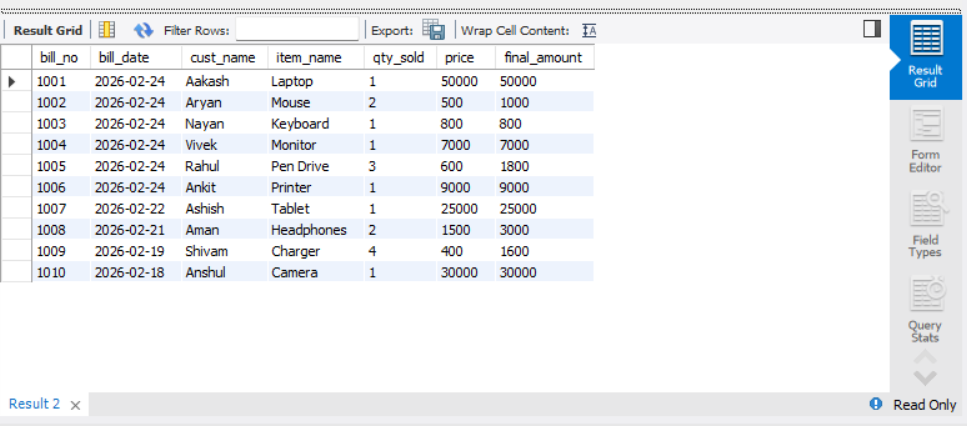 Result Grid Filter Rows: Export: Wrap Cell Content: IA
bill_no bill_date cust_name item_name qty_sold price final_amount
1001 2026-02-24 Aakash Laptop 1 50000 50000
1002 2026-02-24 Aryan Mouse 2 500 1000
1003 2026-02-24 Nayan Keyboard 1 800 800
1004 2026-02-24 Vivek Monitor 1 7000 7000
1005 2026-02-24 Rahul Pen Drive 3 600 1800
1006 2026-02-24 Ankit Printer 1 9000 9000
1007 2026-02-22 Ashish Tablet 1 25000 25000
1008 2026-02-21 Aman Headphones 2 1500 3000
1009 2026-02-19 Shivam Charger 4 400 1600
1010 2026-02-18 Anshul Camera 1 30000 30000
Result
Grid
Form
Editor
Field
Types
Query
Stats
Result 2 Read Only